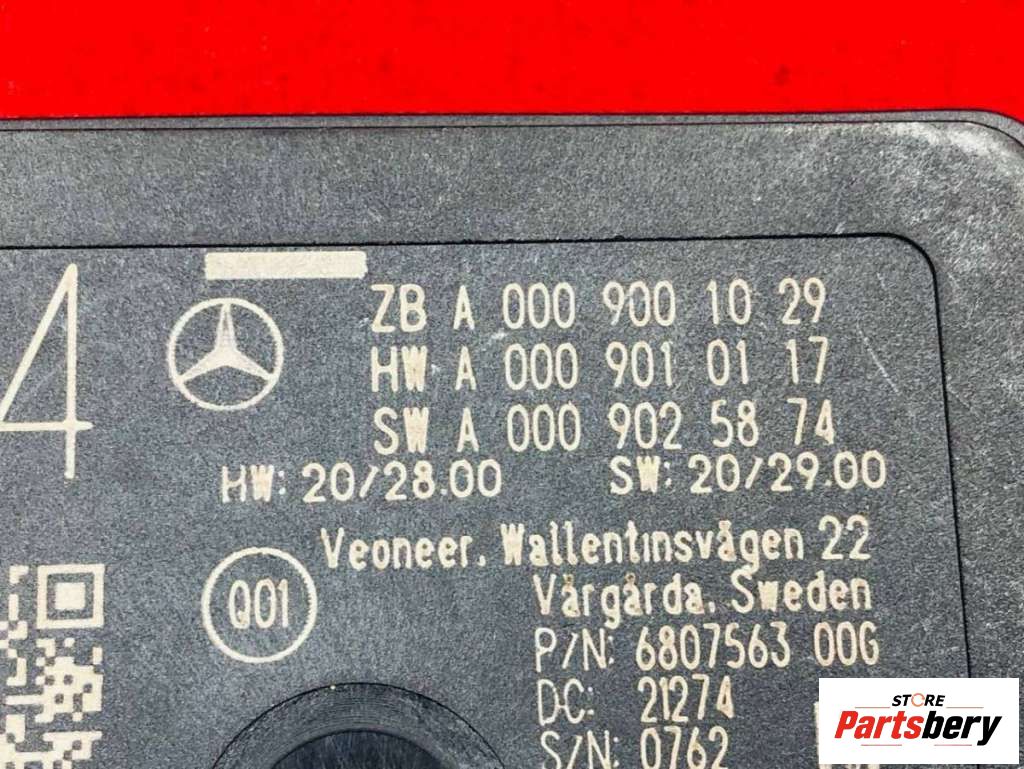 4
ZB A 000 900 10 29
HW A 000 901 01 17
SW A 000 902 58 74
HW: 20/28.00 SW: 20/29.00
Veoneer, Wallentinsvägen 22
Q01
Vårgårda, Sweden
P/N: 6807563 00G
DC: 21274
S/N: 0762
STORE
Partsbery